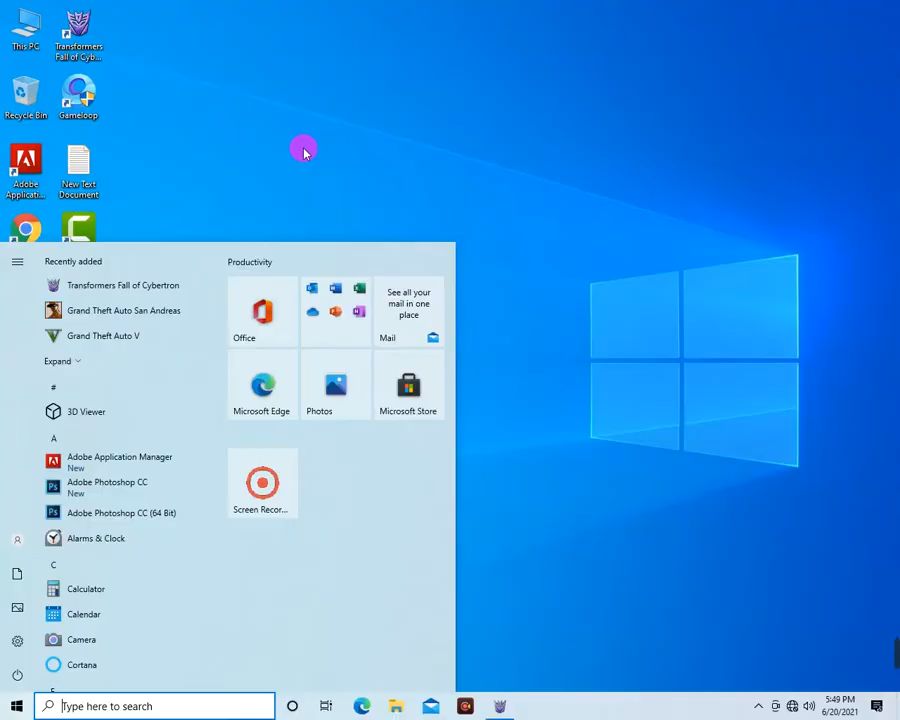 This PC
Transformers
Fall of Cyb...
Recycle Bin
Gameloop
Adobe
Applicati...
New Text
Document
Recently added
Transformers Fall of Cybertron
Grand Theft Auto San Andreas
Grand Theft Auto V
Expand
#
3D Viewer
A
Adobe Application Manager
New
Adobe Photoshop CC
New
Adobe Photoshop CC (64 Bit)
Alarms & Clock
C
Calculator
Calendar
Camera
Cortana
Productivity
Office
See all your
mail in one
place
Mail
Microsoft Edge
Photos
Microsoft Store
Screen Recor...
Type here to search
5:49 PM
6/20/2021